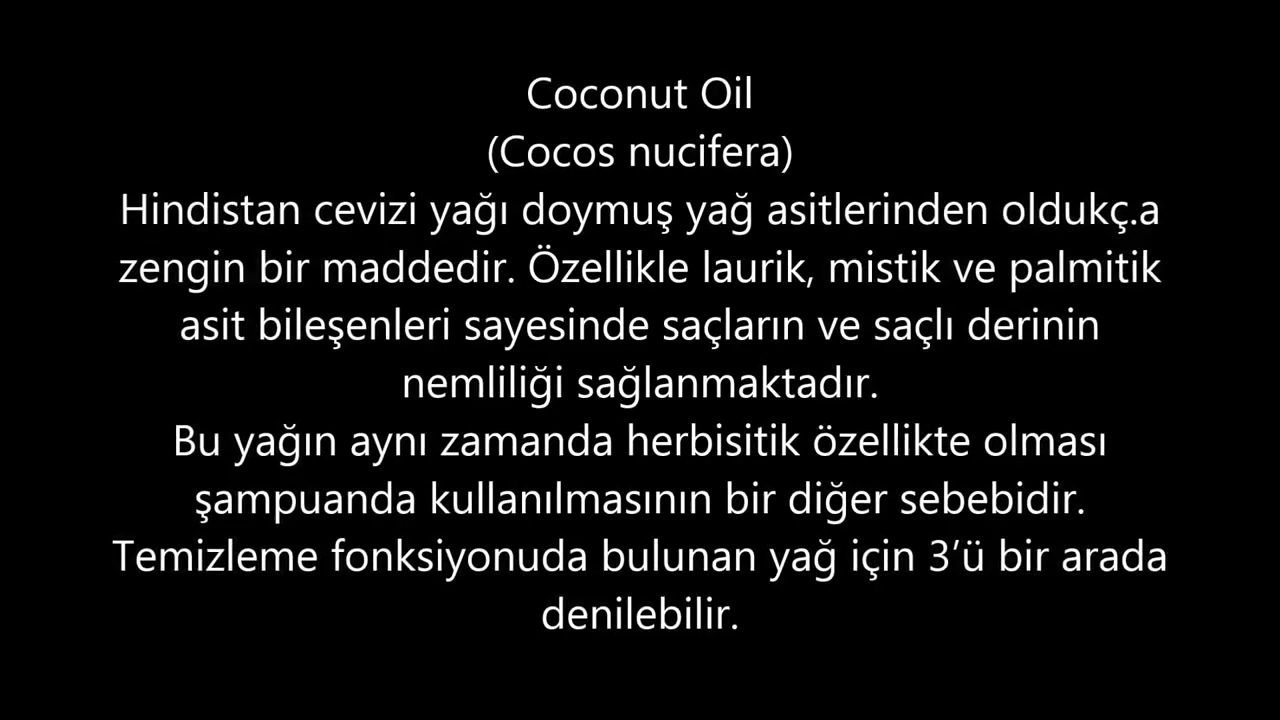 Coconut Oil
(Cocos nucifera)
Hindistan cevizi yağı doymuş yağ asitlerinden oldukç.a
zengin bir maddedir. Özellikle laurik, mistik ve palmitik
asit bileşenleri sayesinde saçların ve saçlı derinin
nemliliği sağlanmaktadır.
Bu yağın aynı zamanda herbisitik özellikte olması
şampuanda kullanılmasının bir diğer sebebidir.
Temizleme fonksiyonuda bulunan yağ için 3’ü bir arada
denilebilir.